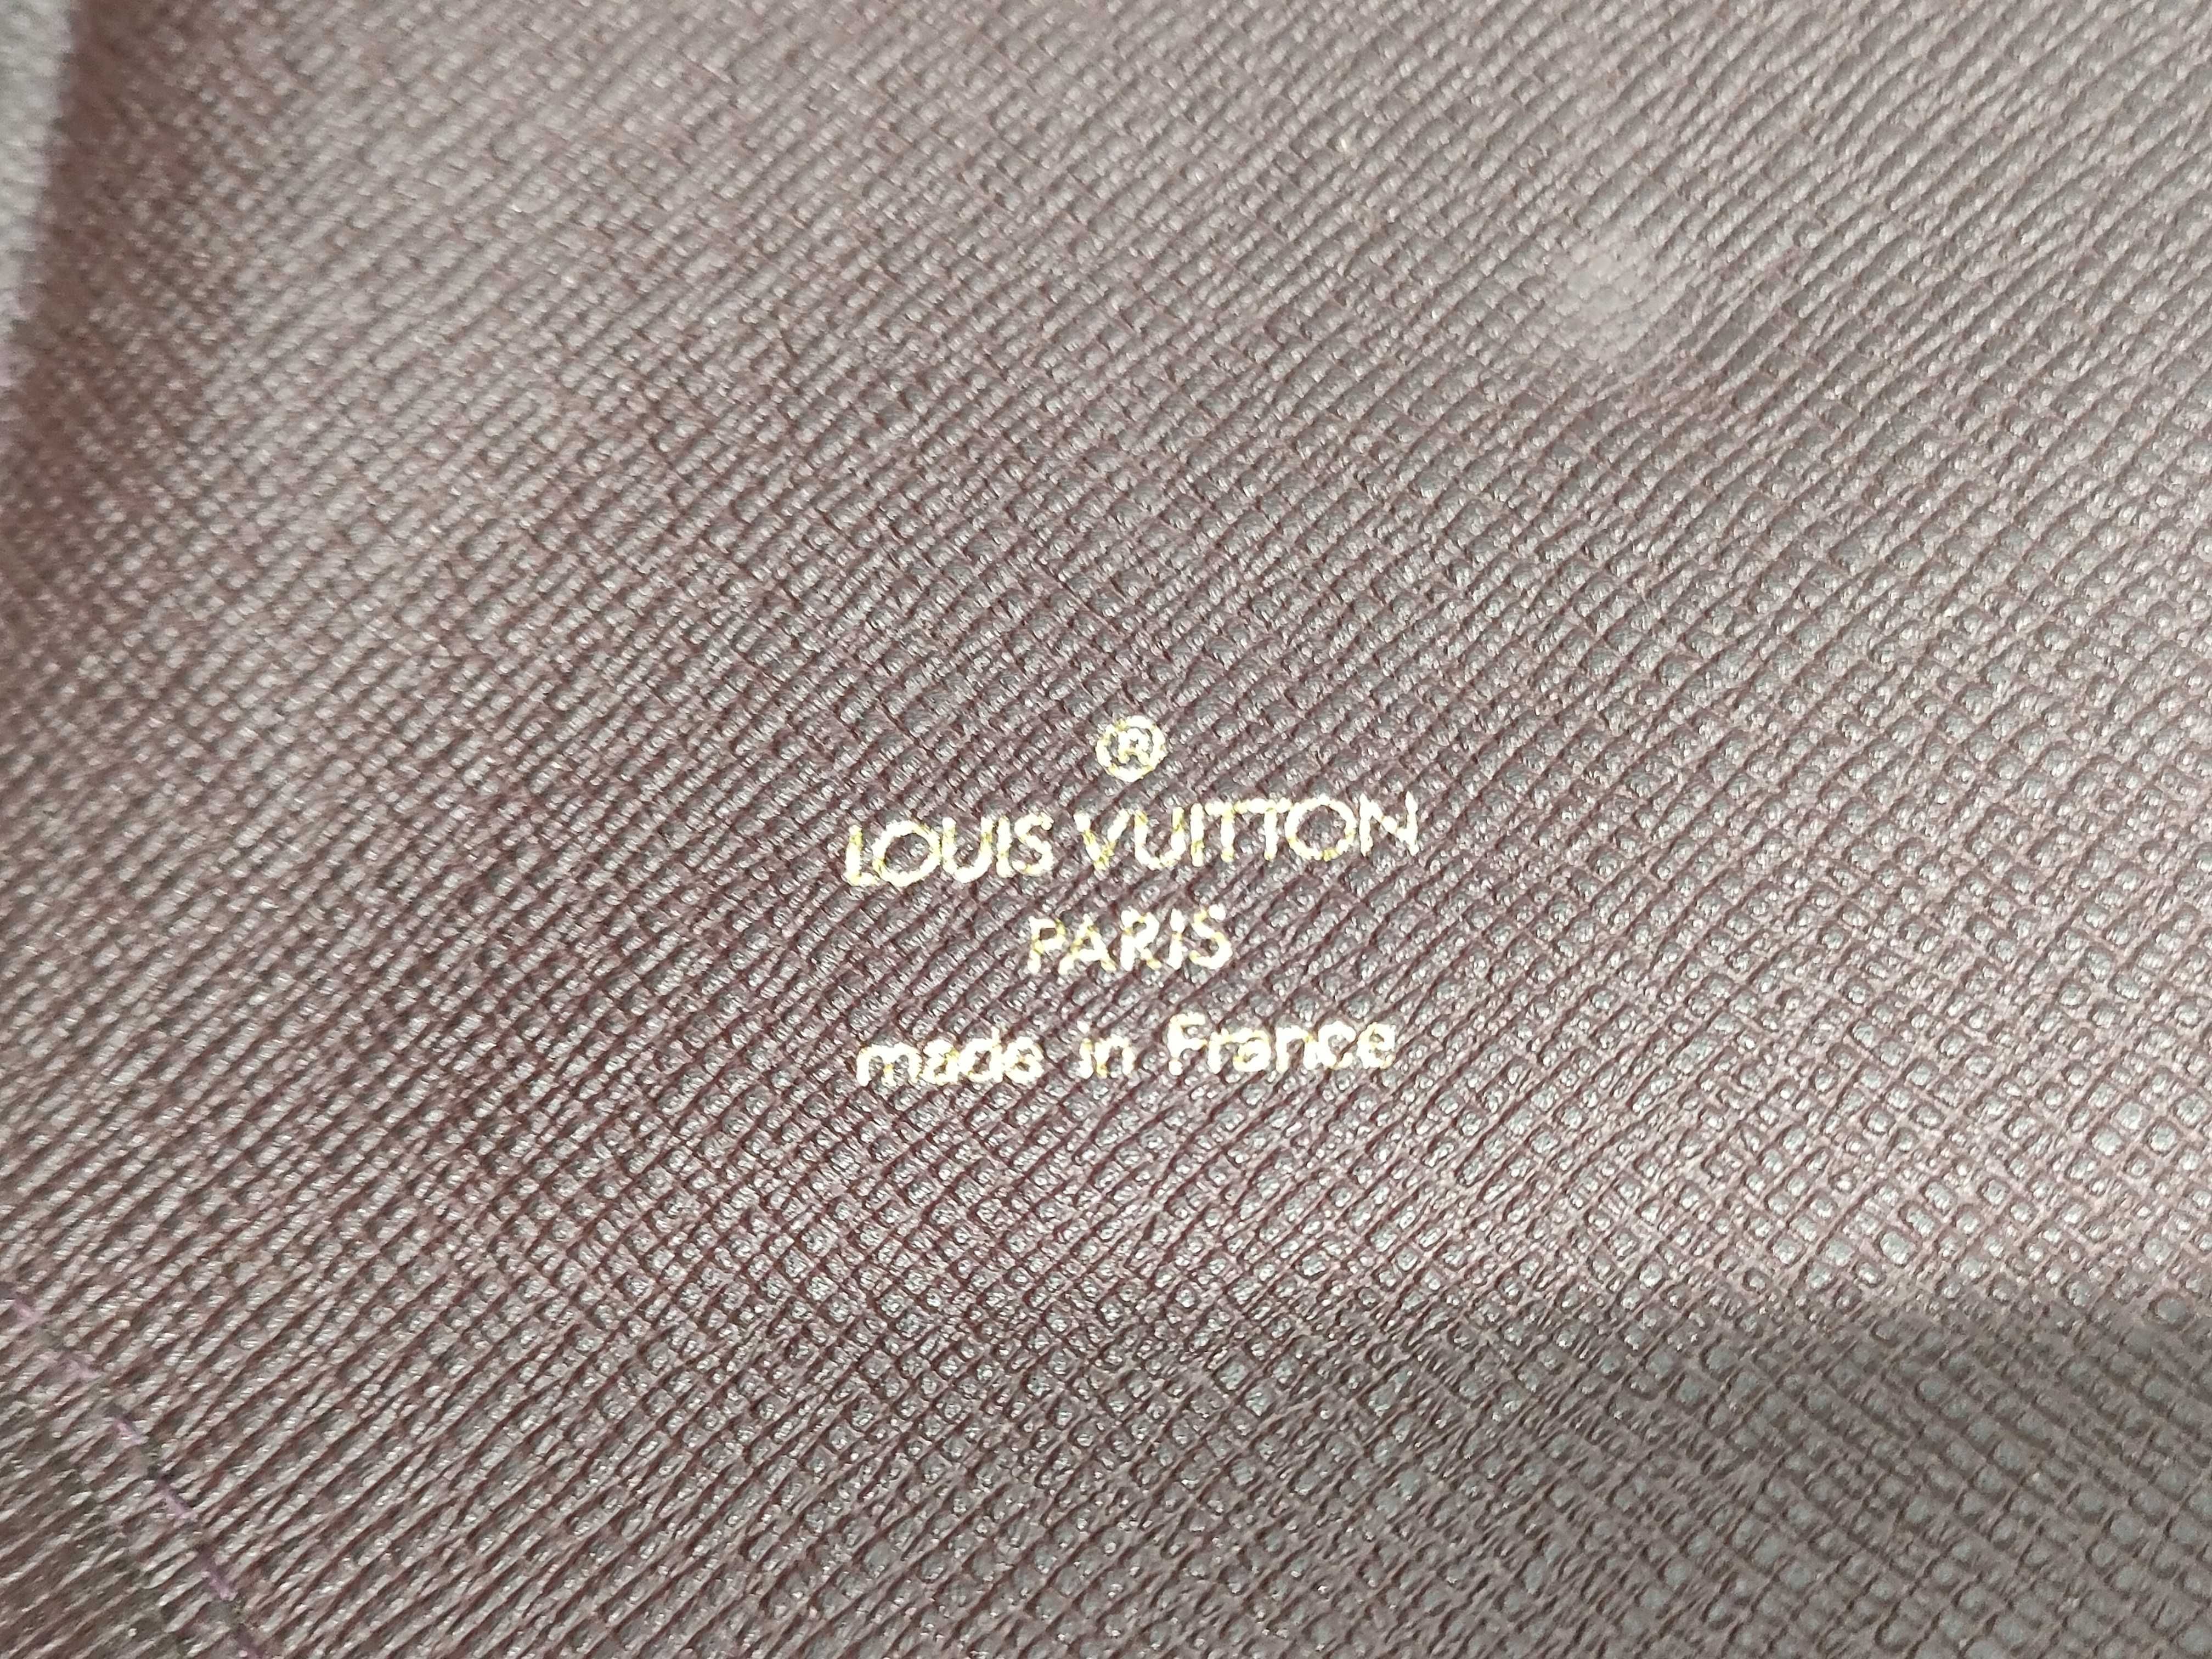 ®
LOUIS VUITTON
PARIS
made in France